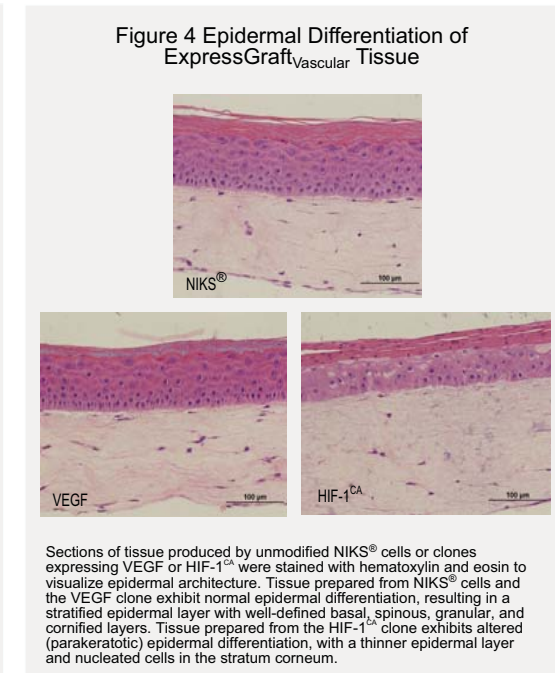 Figure 4 Epidermal Differentiation of
ExpressGraftVascular Tissue
NIKS®
100 µm
VEGF
100 µm
HIF-1CA
100 µm
Sections of tissue produced by unmodified NIKS® cells or clones
expressing VEGF or HIF-1CA were stained with hematoxylin and eosin to
visualize epidermal architecture. Tissue prepared from NIKS® cells and
the VEGF clone exhibit normal epidermal differentiation, resulting in a
stratified epidermal layer with well-defined basal, spinous, granular, and
cornified layers. Tissue prepared from the HIF-1CA clone exhibits altered
(parakeratotic) epidermal differentiation, with a thinner epidermal layer
and nucleated cells in the stratum corneum.